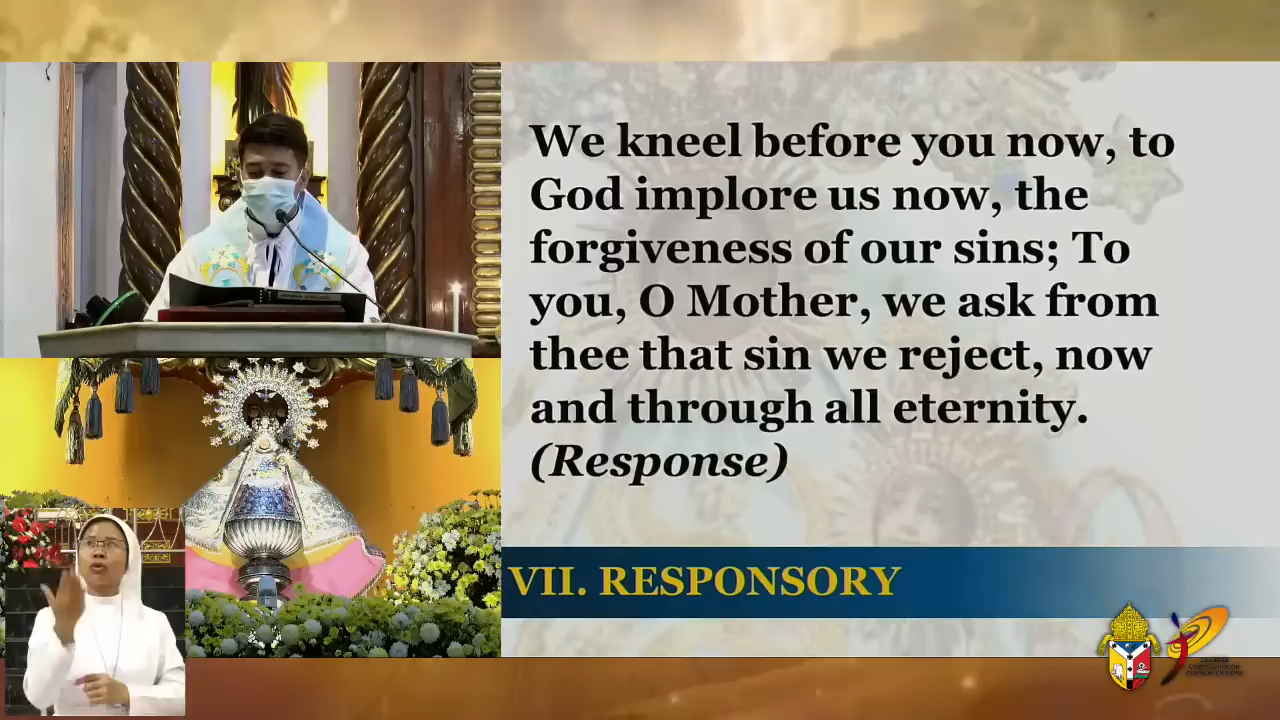 We kneel before you now, to
God implore us now, the
forgiveness of our sins; To
you, O Mother, we ask from
thee that sin we reject, now
and through all eternity.
(Response)
VII. RESPONSORY